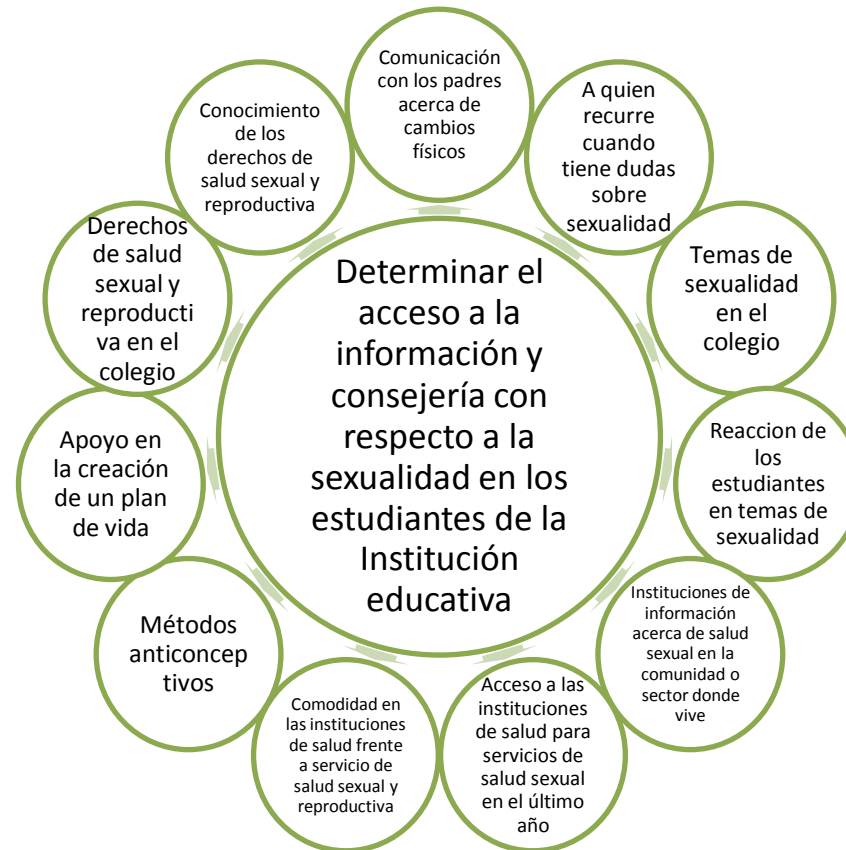 Comunicación
con los padres
acerca de
cambios
físicos
A quien
recurre
cuando
tiene dudas
sobre
sexualidad
Temas de
sexualidad
en el
colegio
Reaccion de
los
estudiantes
en temas de
sexualidad
Instituciones de
información
acerca de salud
sexual en la
comunidad o
sector donde
vive
Acceso a las
instituciones
de salud para
servicios de
salud sexual
en el último
año
Comodidad en
las instituciones
de salud frente
a servicio de
salud sexual y
reproductiva
Métodos
anticoncep
tivos
Apoyo en
la creación
de un plan
de vida
Derechos
de salud
sexual y
reproducti
va en el
colegio
Conocimiento
de los
derechos de
salud sexual y
reproductiva
Determinar el
acceso a la
información y
consejería con
respecto a la
sexualidad en los
estudiantes de la
Institución
educativa